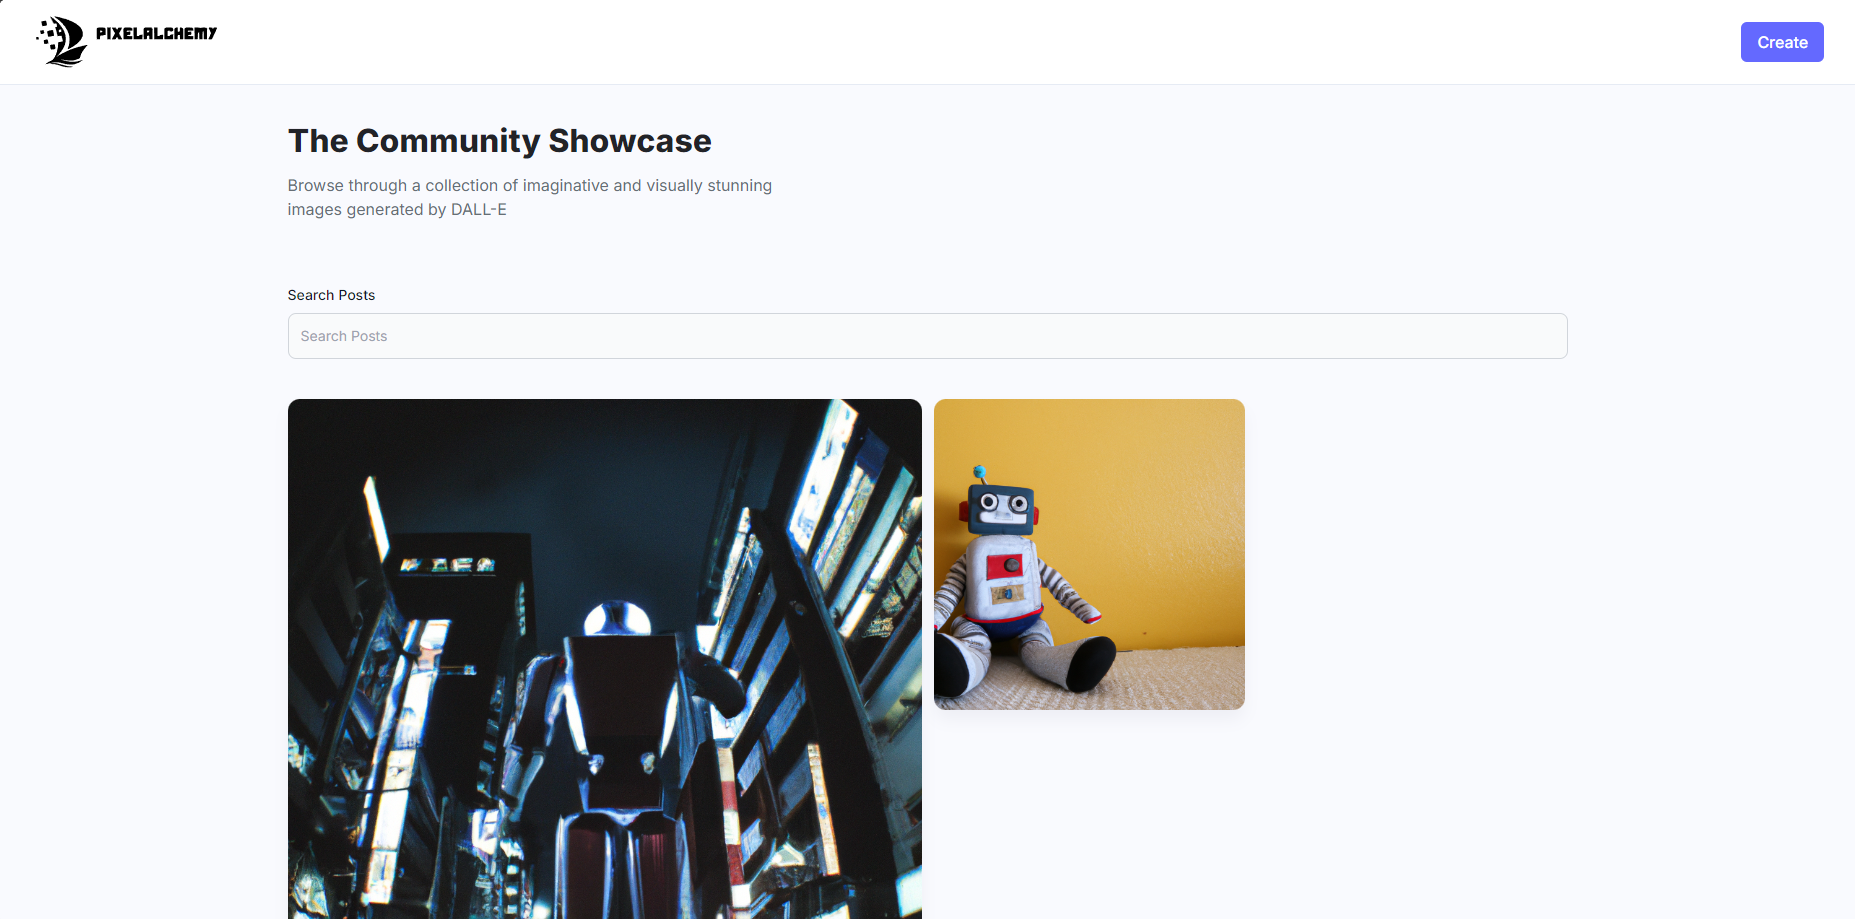 PIXELALCHEMY
Create
The Community Showcase
Browse through a collection of imaginative and visually stunning
images generated by DALL-E
Search Posts
Search Posts